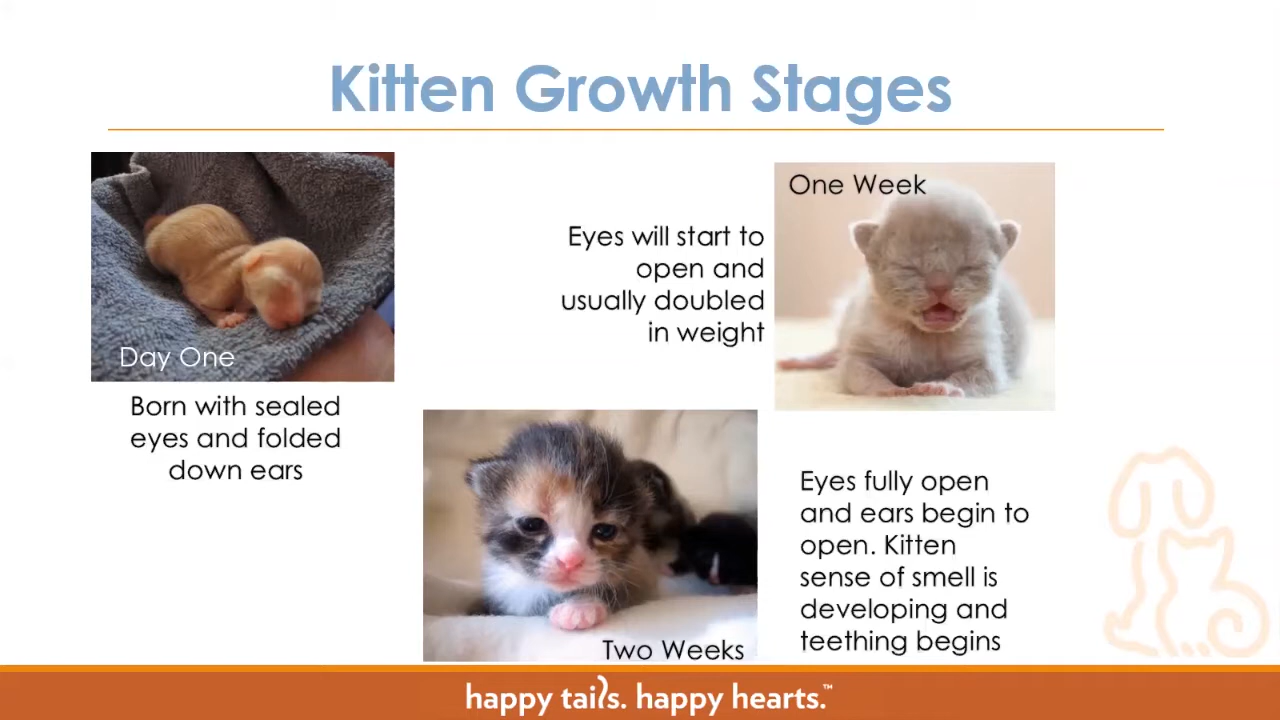 Kitten Growth Stages
Day One
Born with sealed
eyes and folded
down ears
One Week
Eyes will start to
open and
usually doubled
in weight
Two Weeks
Eyes fully open
and ears begin to
open. Kitten
sense of smell is
developing and
teething begins
happy tails. happy hearts.™